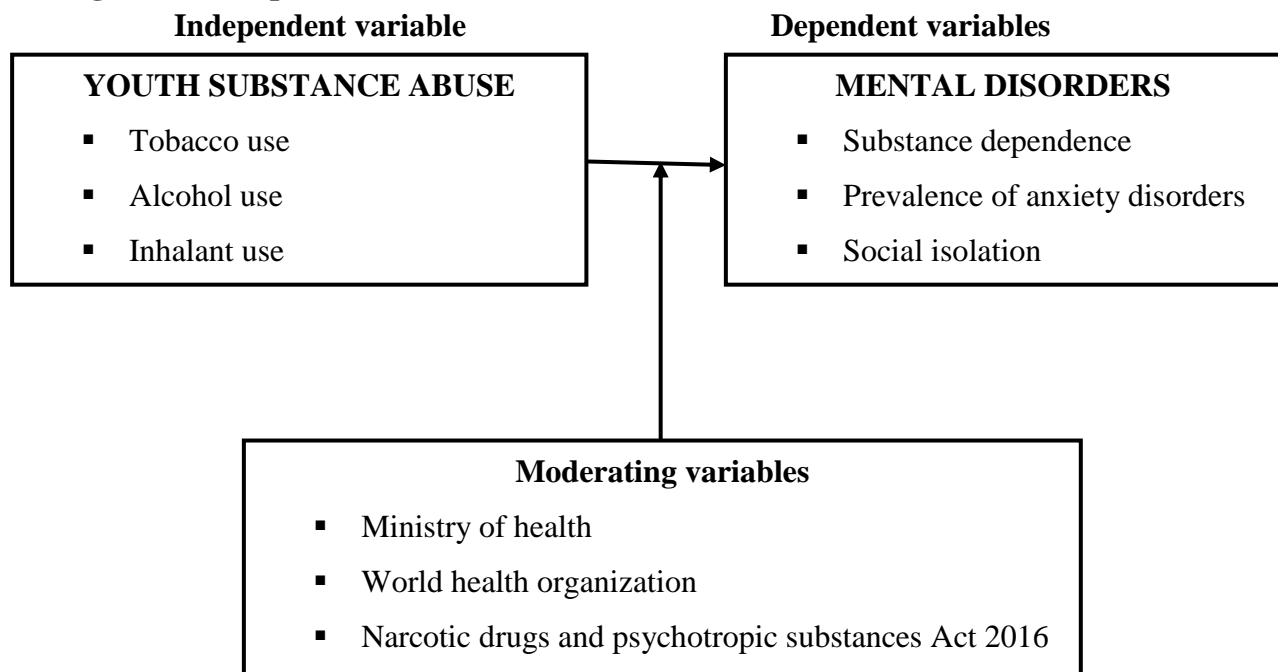 Independent variable
Dependent variables
YOUTH SUBSTANCE ABUSE
▪ Tobacco use
▪ Alcohol use
▪ Inhalant use
MENTAL DISORDERS
▪ Substance dependence
▪ Prevalence of anxiety disorders
▪ Social isolation
Moderating variables
▪ Ministry of health
▪ World health organization
▪ Narcotic drugs and psychotropic substances Act 2016